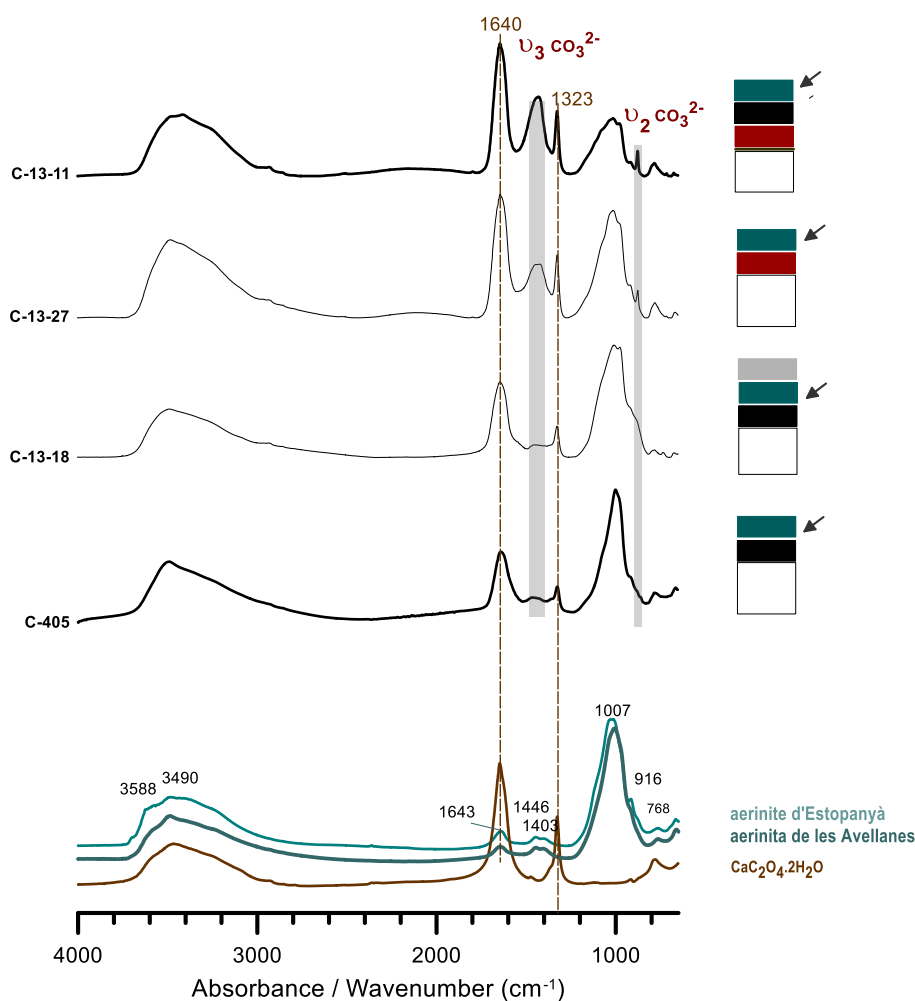 1640
υ3 CO3^2-
1323
υ2 CO3^2-
C-13-11
C-13-27
C-13-18
C-405
1007
3588
3490
916
1643
1446
768
1403
aerinite d'Estopanyà
aerinita de les Avellanes
CaC2O4.2H2O
4000 3000 2000 1000
Absorbance / Wavenumber (cm-1)